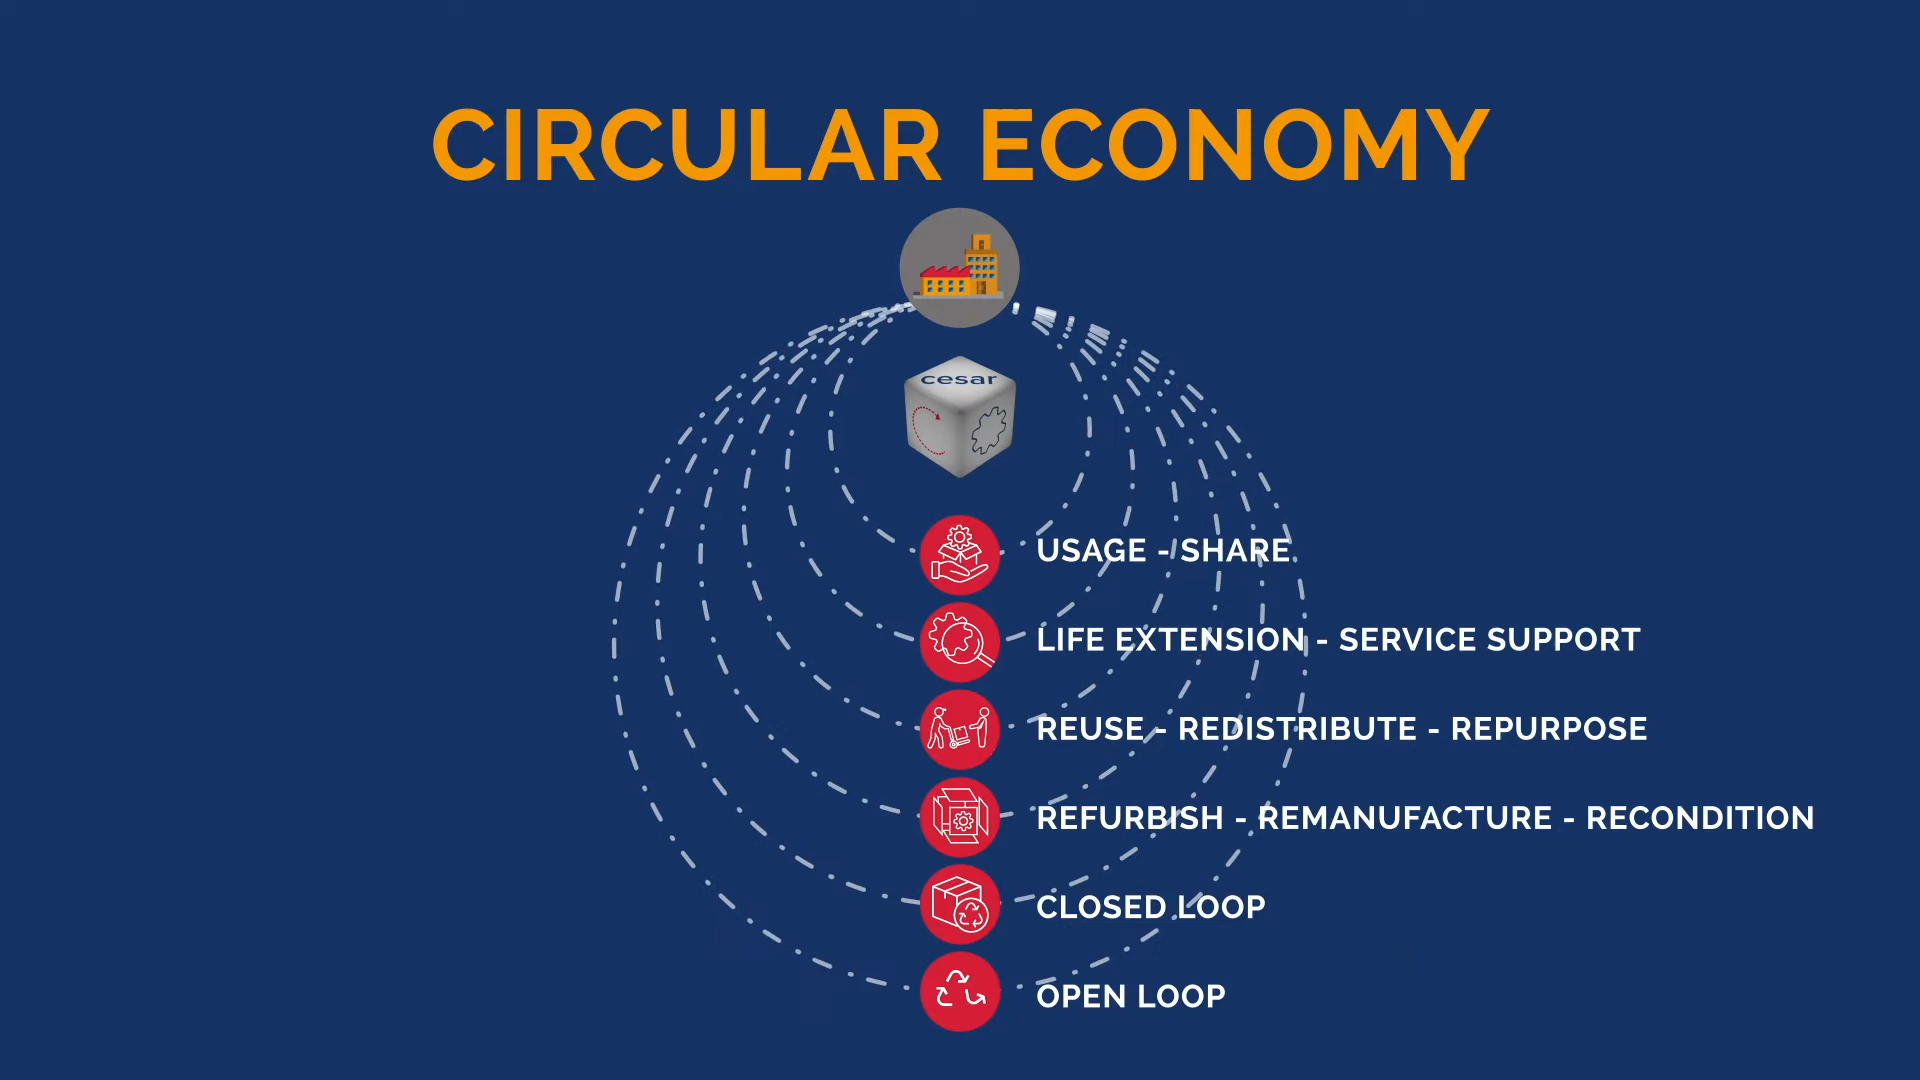 CIRCULAR ECONOMY
cesar
USAGE - SHARE
LIFE EXTENSION - SERVICE SUPPORT
REUSE - REDISTRIBUTE - REPURPOSE
REFURBISH - REMANUFACTURE - RECONDITION
CLOSED LOOP
OPEN LOOP